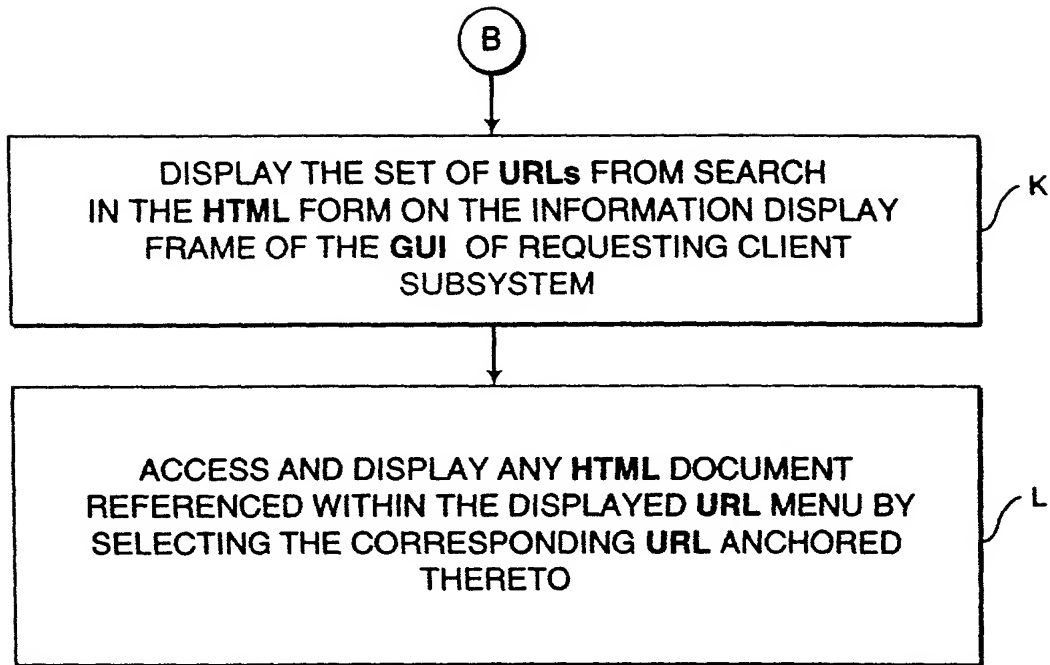 B
DISPLAY THE SET OF URLs FROM SEARCH
IN THE HTML FORM ON THE INFORMATION DISPLAY
FRAME OF THE GUI OF REQUESTING CLIENT
SUBSYSTEM
K
ACCESS AND DISPLAY ANY HTML DOCUMENT
REFERENCED WITHIN THE DISPLAYED URL MENU BY
SELECTING THE CORRESPONDING URL ANCHORED
THERETO
L